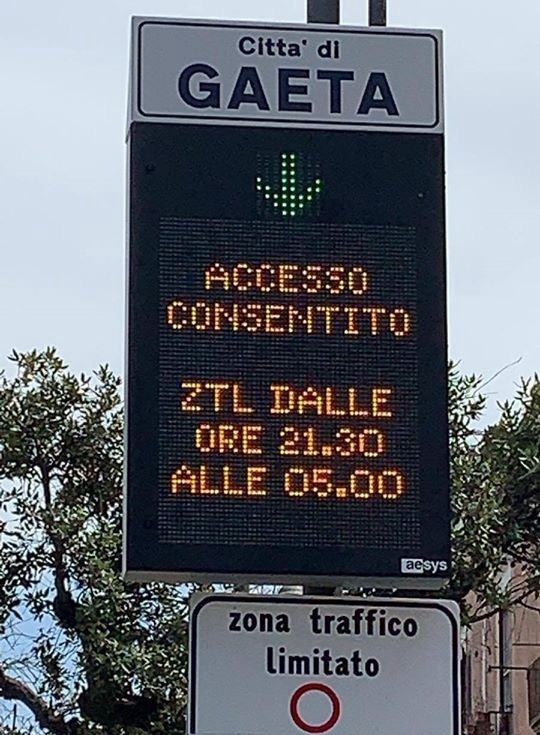 Citta' di
GAETA
ACCESSO
CONSENTITO
ZTL DALLE
ORE 21.30
ALLE 05.00
aesys
zona traffico
limitato